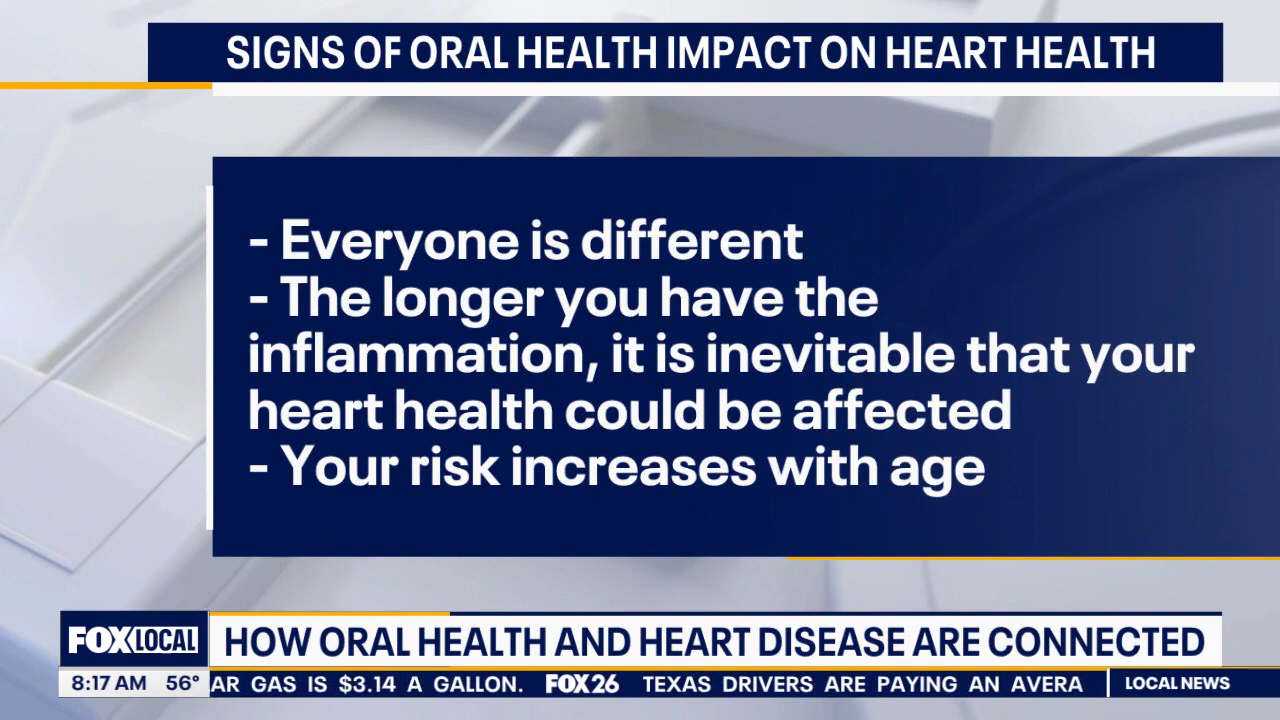 SIGNS OF ORAL HEALTH IMPACT ON HEART HEALTH
- Everyone is different
- The longer you have the
inflammation, it is inevitable that your
heart health could be affected
- Your risk increases with age
FOX LOCAL
HOW ORAL HEALTH AND HEART DISEASE ARE CONNECTED
8:17 AM 56° AR GAS IS $3.14 A GALLON. FOX 26 TEXAS DRIVERS ARE PAYING AN AVERA LOCAL NEWS